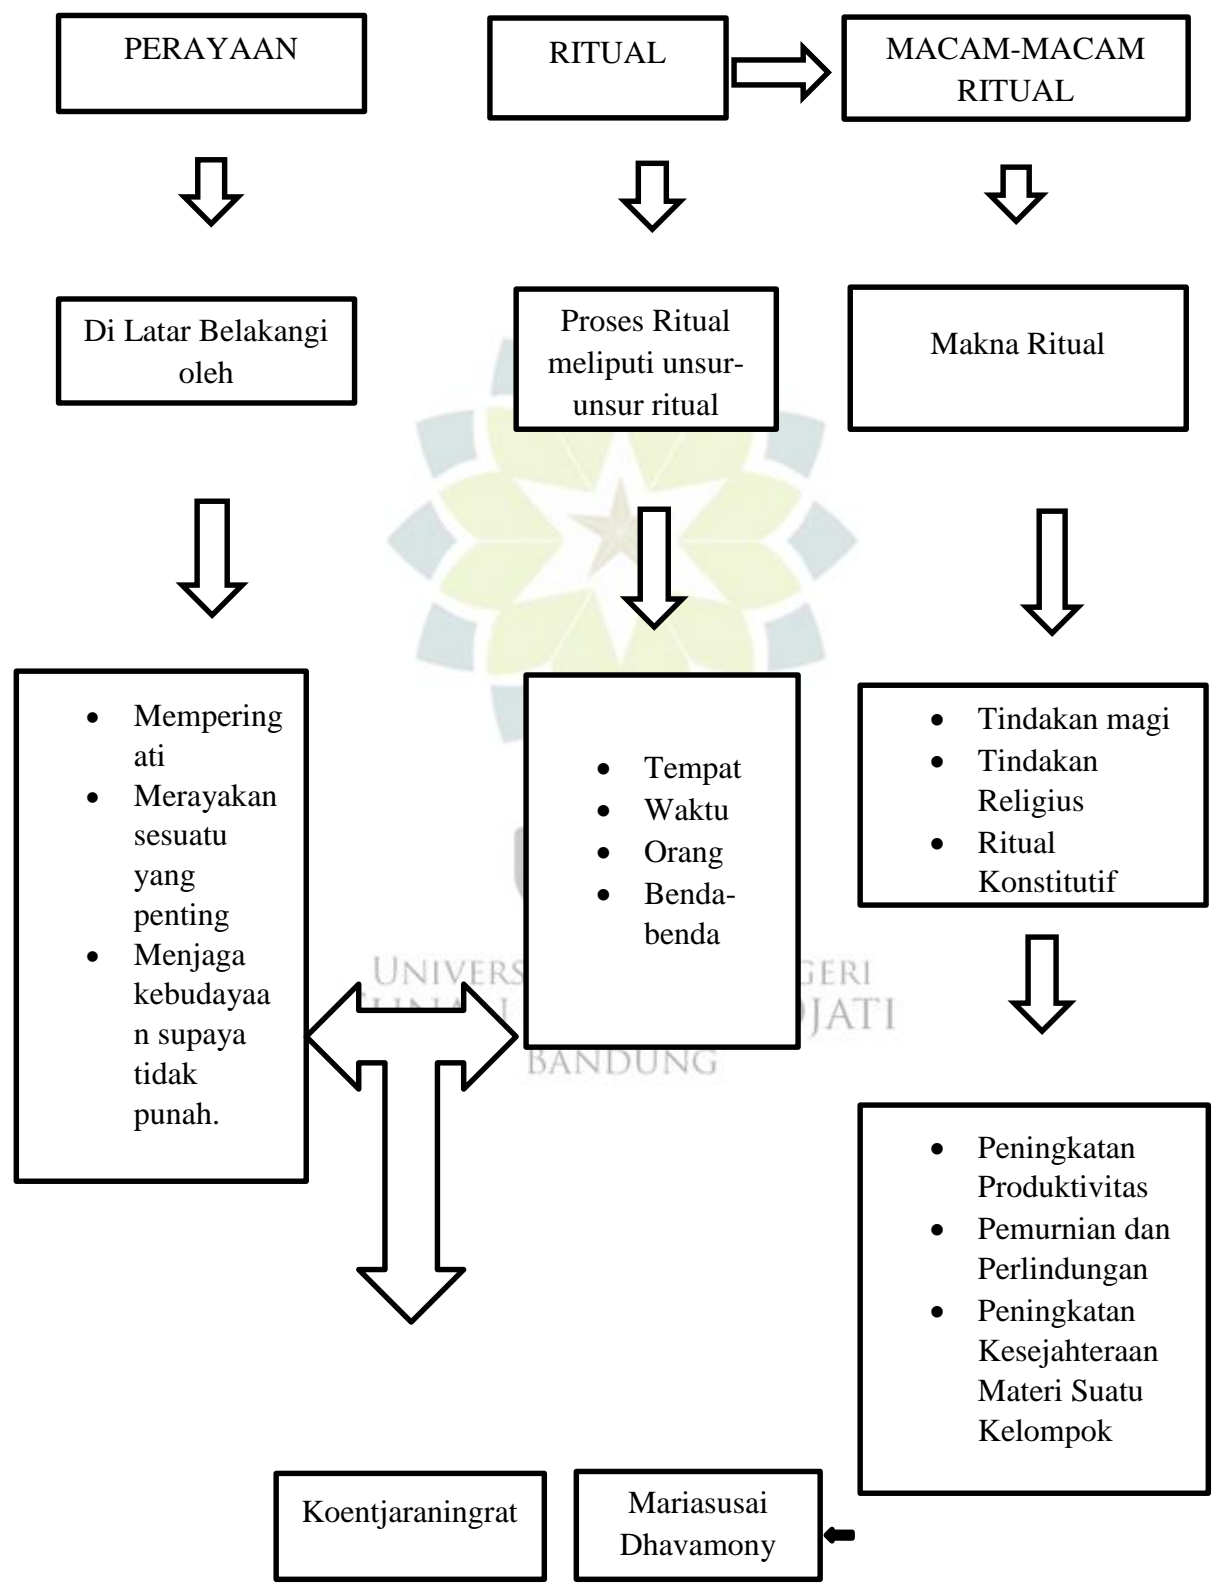 PERAYAAN
RITUAL
MACAM-MACAM
RITUAL
Di Latar Belakangi
oleh
Proses Ritual
meliputi unsur-
unsur ritual
Makna Ritual
• Mempering
ati
• Merayakan
sesuatu
yang
penting
• Menjaga
kebudayaa
n supaya
tidak
punah.
• Tempat
• Waktu
• Orang
• Benda-
benda
• Tindakan magi
• Tindakan
Religius
• Ritual
Konstitutif
BANDUNG
• Peningkatan
Produktivitas
• Pemurnian dan
Perlindungan
• Peningkatan
Kesejahteraan
Materi Suatu
Kelompok
Koentjaraningrat
Mariasusai
Dhavamony